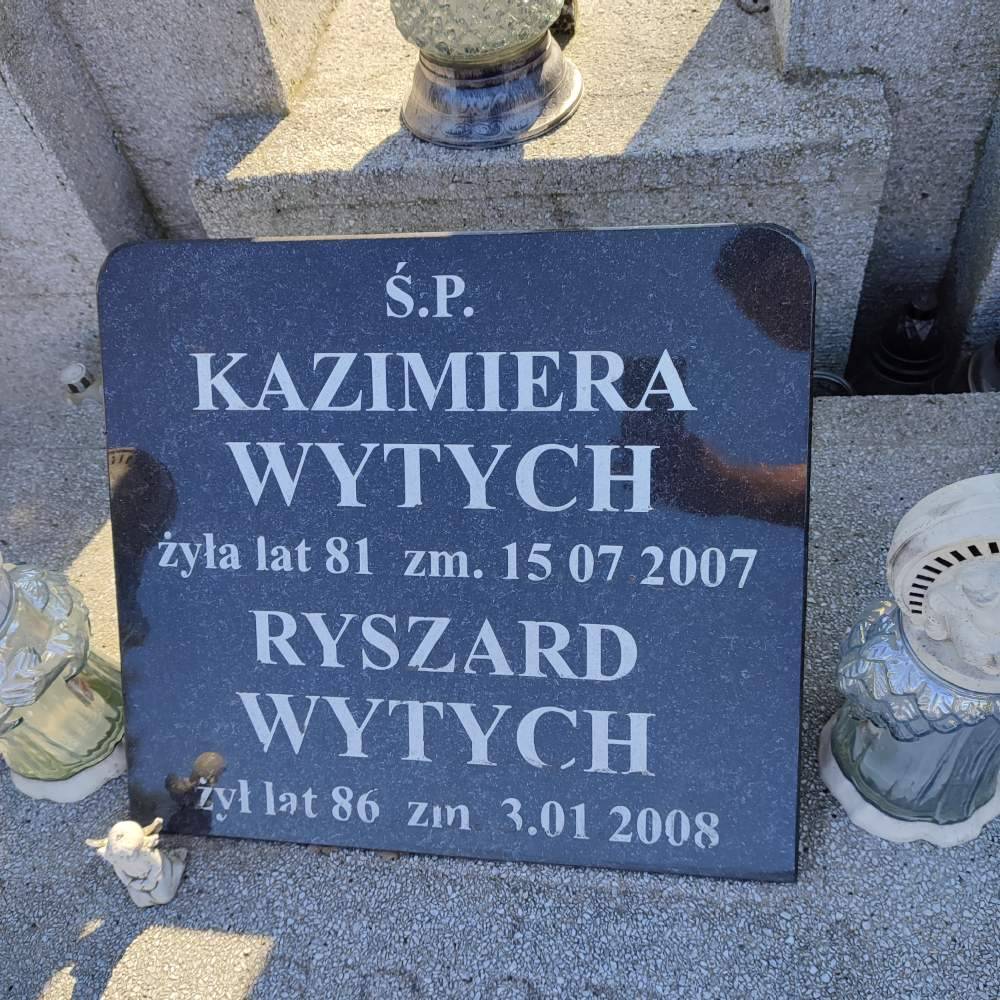 Ś.P.
KAZIMIERA
WYTYCH
żyła lat 81 zm. 15 07 2007
RYSZARD
WYTYCH
żył lat 86 zm 3.01 2008